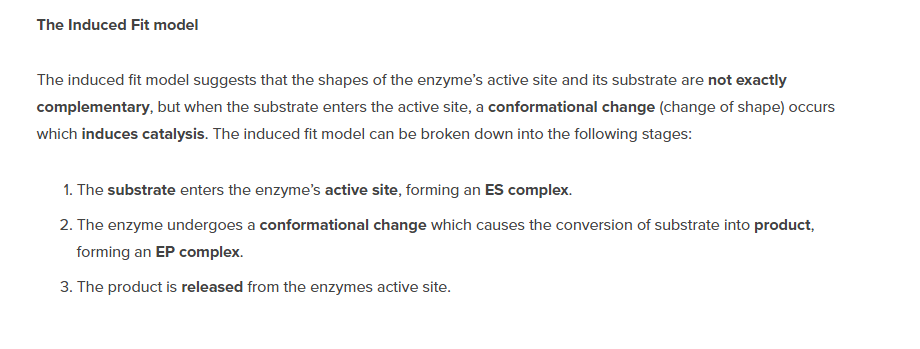 The Induced Fit model
The induced fit model suggests that the shapes of the enzyme's active site and its substrate are not exactly
complementary, but when the substrate enters the active site, a conformational change (change of shape) occurs
which induces catalysis. The induced fit model can be broken down into the following stages:
1. The substrate enters the enzyme's active site, forming an ES complex.
2. The enzyme undergoes a conformational change which causes the conversion of substrate into product,
forming an EP complex.
3. The product is released from the enzymes active site.